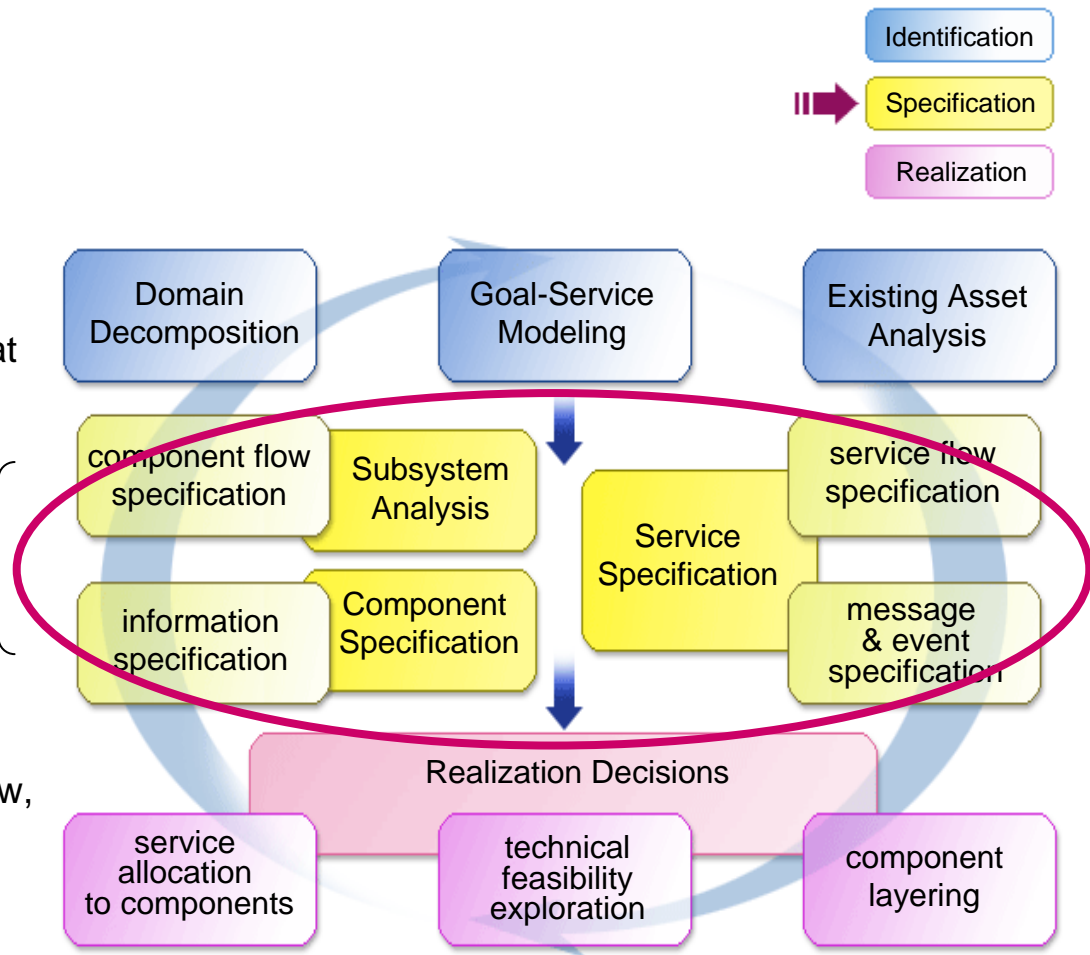 Identification
Specification
Realization
Domain
Decomposition
Goal-Service
Modeling
Existing Asset
Analysis
at
component flow
specification
Subsystem
Analysis
Service
Specification
service flow
specification
information
specification
Component
Specification
message
& event
specification
Realization Decisions
w,
service
allocation
to components
technical
feasibility
exploration
component
layering